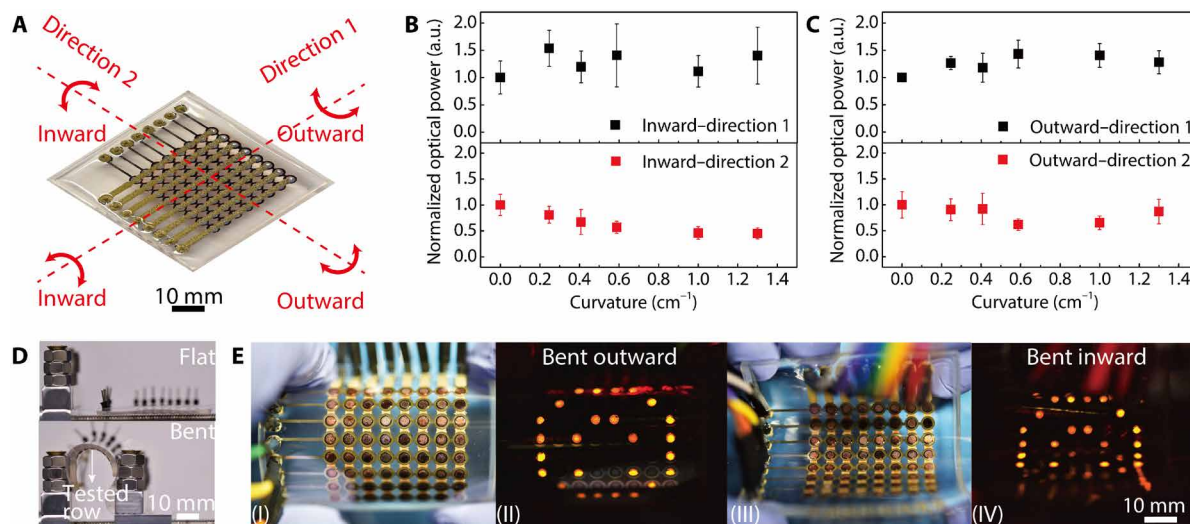 A
Direction 2
Direction 1
Inward
Outward
Inward
Outward
10 mm
B
Normalized optical power (a.u.)
2.0
1.5
1.0
0.5
0.0
Inward–direction 1
2.0
1.5
1.0
0.5
0.0
Inward–direction 2
0.0 0.2 0.4 0.6 0.8 1.0 1.2 1.4
Curvature (cm⁻¹)
C
Normalized optical power (a.u.)
2.0
1.5
1.0
0.5
0.0
Outward–direction 1
2.0
1.5
1.0
0.5
0.0
Outward–direction 2
0.0 0.2 0.4 0.6 0.8 1.0 1.2 1.4
Curvature (cm⁻¹)
D
Flat
Bent
Tested
row
10 mm
E
(I)
Bent outward
(II)
(III)
Bent inward
(IV)
10 mm